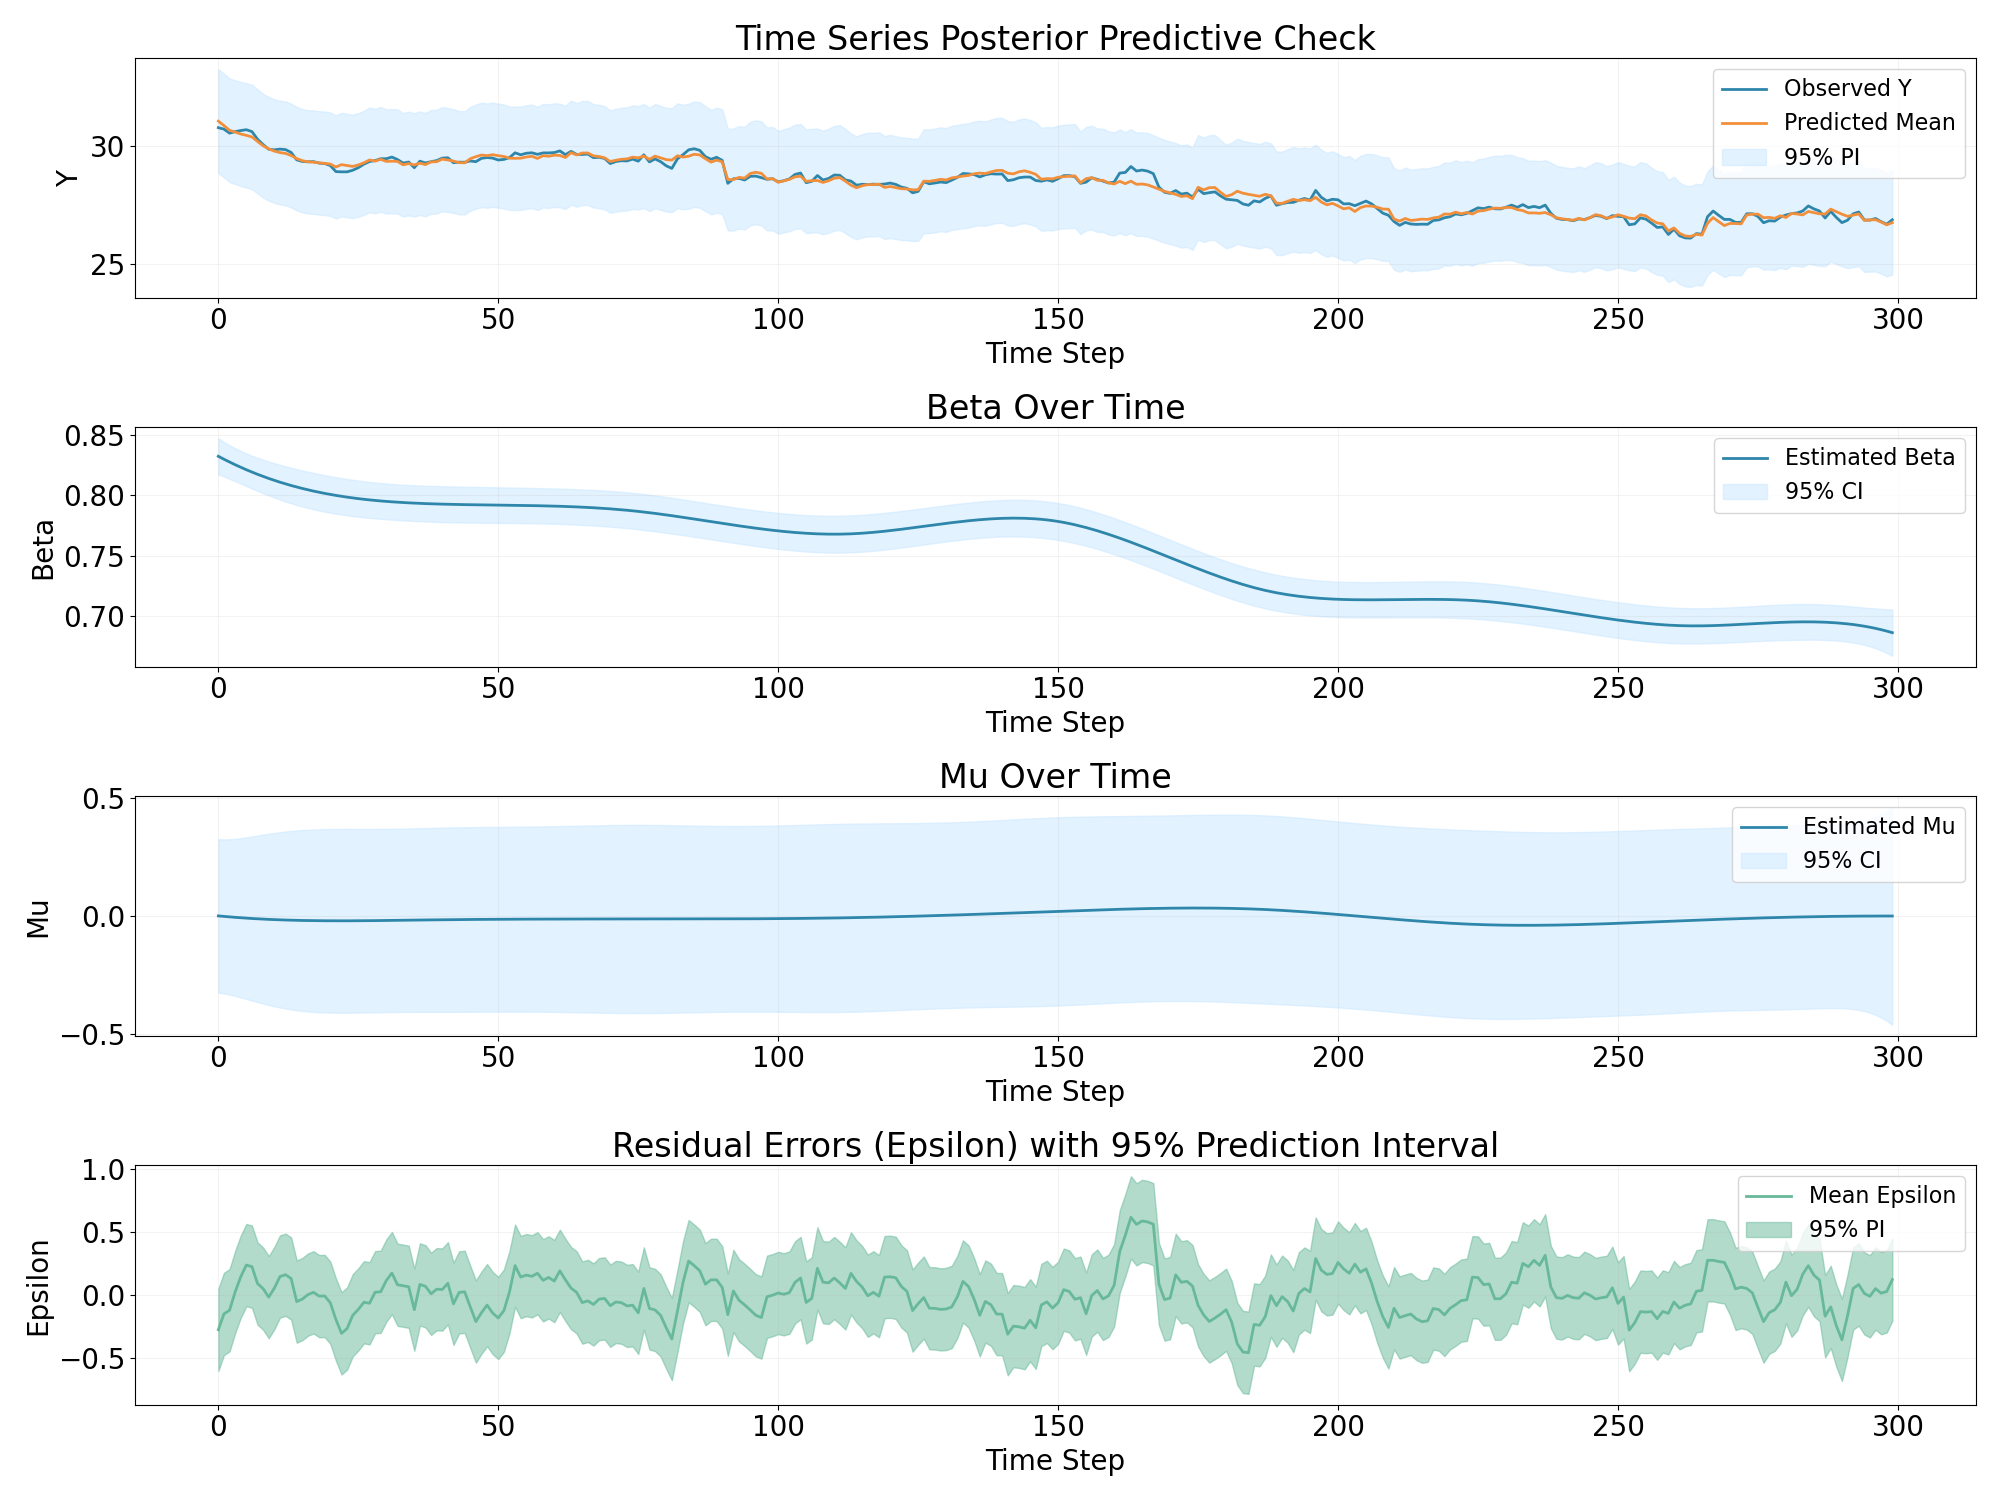 Time Series Posterior Predictive Check
Y
30
25
Observed Y
Predicted Mean
95% PI
0 50 100 150 200 250 300
Time Step
Beta Over Time
Beta
0.85
0.80
0.75
0.70
Estimated Beta
95% CI
0 50 100 150 200 250 300
Time Step
Mu Over Time
Mu
0.5
0.0
−0.5
Estimated Mu
95% CI
0 50 100 150 200 250 300
Time Step
Residual Errors (Epsilon) with 95% Prediction Interval
Epsilon
1.0
0.5
0.0
−0.5
Mean Epsilon
95% PI
0 50 100 150 200 250 300
Time Step